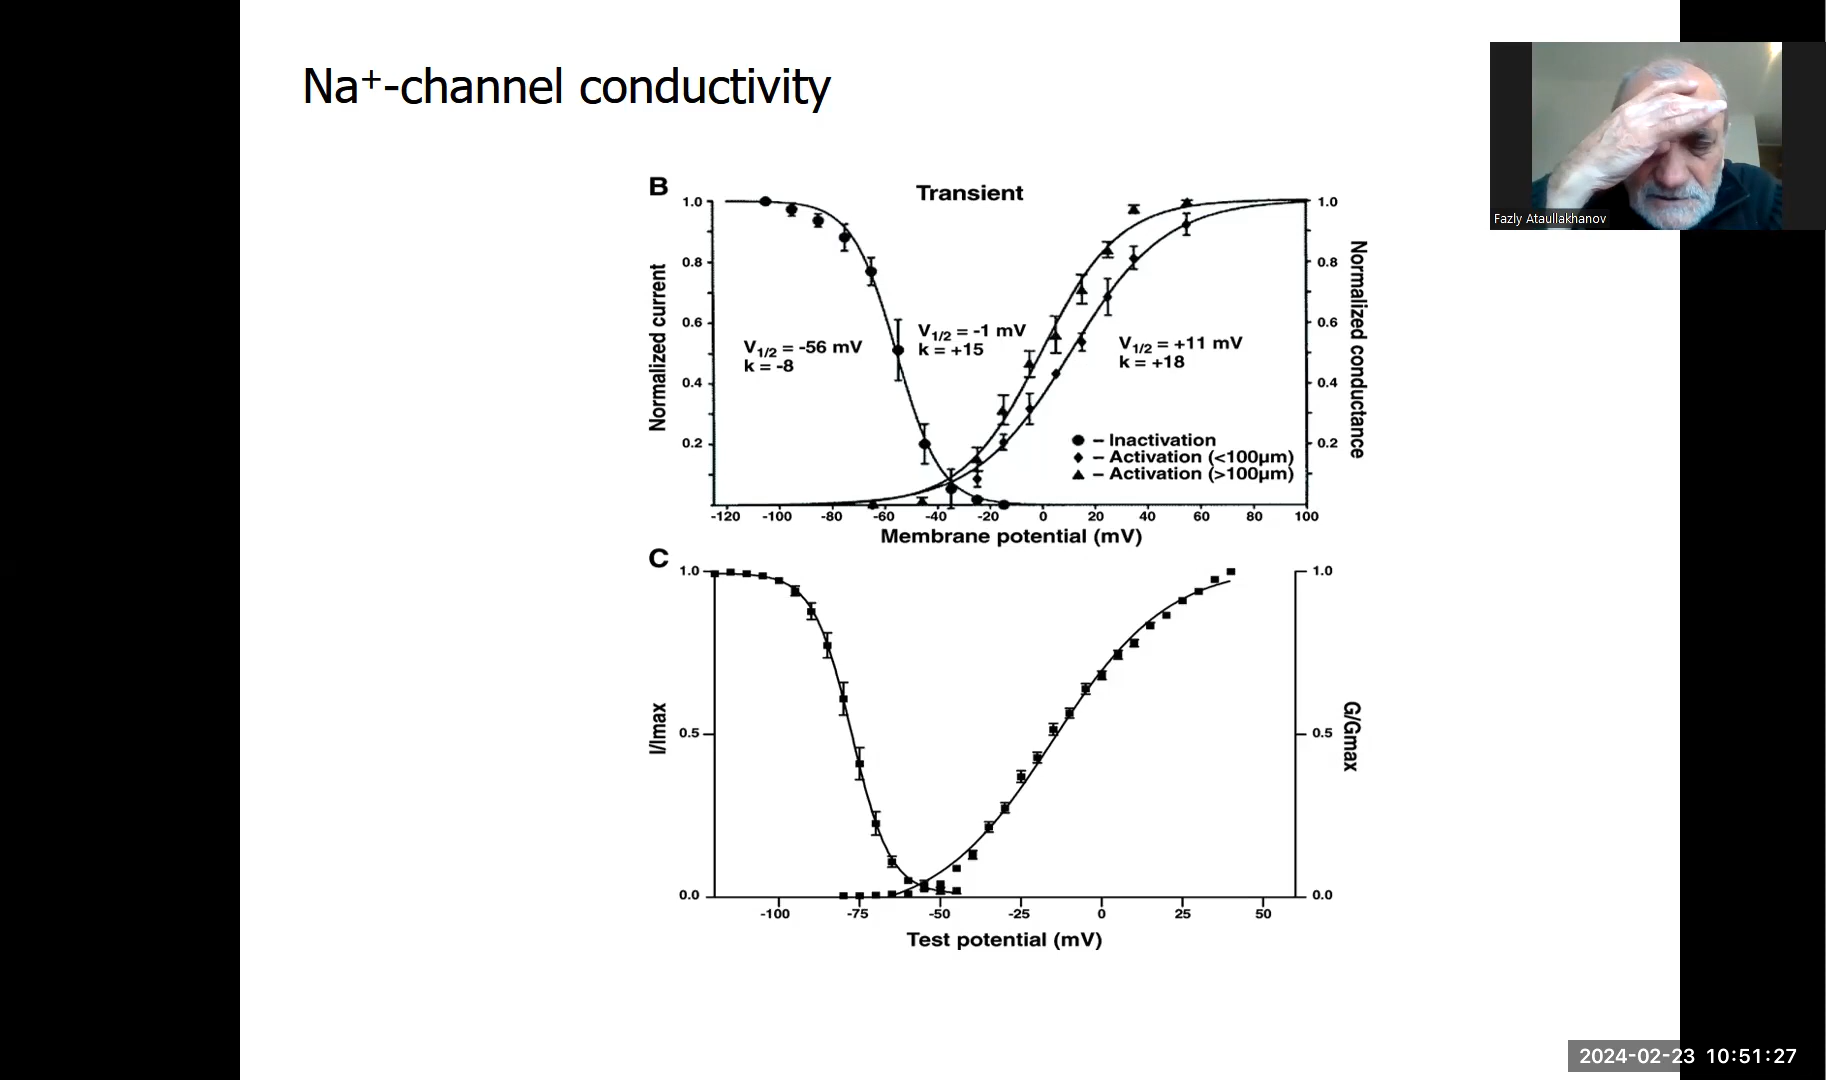 Na⁺-channel conductivity
Fazly Ataullakhanov
B
Transient
1.0
0.8
0.6
0.4
0.2
Normalized current
1.0
0.8
0.6
0.4
0.2
Normalized conductance
V1/2 = -56 mV
k = -8
V1/2 = -1 mV
k = +15
V1/2 = +11 mV
k = +18
– Inactivation
– Activation (<100µm)
– Activation (>100µm)
-120 -100 -80 -60 -40 -20 0 20 40 60 80 100
Membrane potential (mV)
C
1.0
0.5
0.0
I/Imax
1.0
0.5
0.0
G/Gmax
-100 -75 -50 -25 0 25 50
Test potential (mV)
2024-02-23 10:51:27